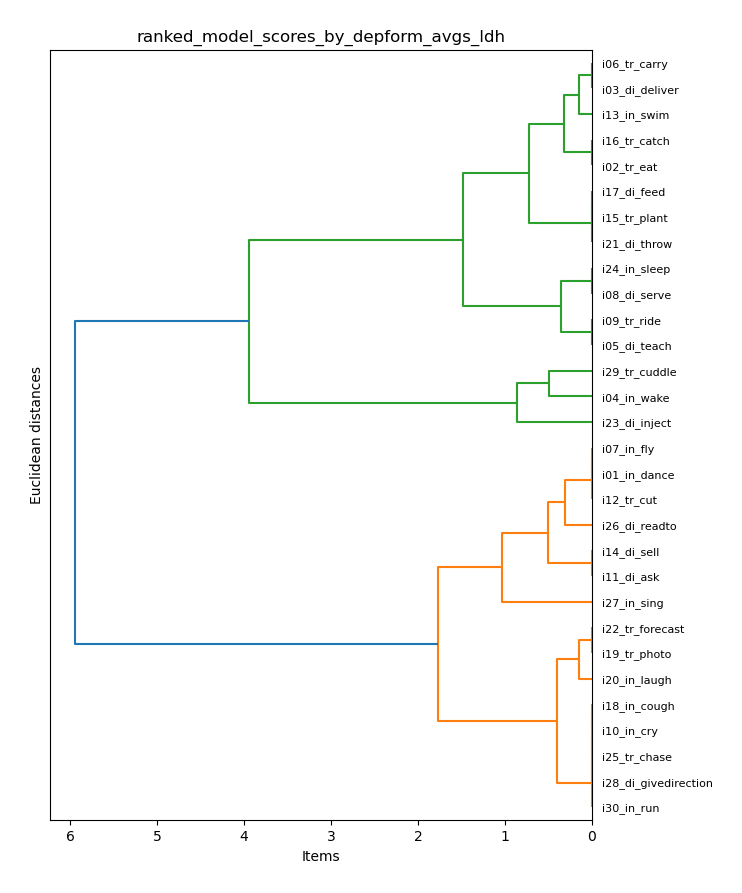 ranked_model_scores_by_depform_avgs_ldh
i06_tr_carry
i03_di_deliver
i13_in_swim
i16_tr_catch
i02_tr_eat
i17_di_feed
i15_tr_plant
i21_di_throw
i24_in_sleep
i08_di_serve
i09_tr_ride
i05_di_teach
i29_tr_cuddle
i04_in_wake
i23_di_inject
i07_in_fly
i01_in_dance
i12_tr_cut
i26_di_readto
i14_di_sell
i11_di_ask
i27_in_sing
i22_tr_forecast
i19_tr_photo
i20_in_laugh
i18_in_cough
i10_in_cry
i25_tr_chase
i28_di_givedirection
i30_in_run
Euclidean distances
6 5 4 3 2 1 0
Items